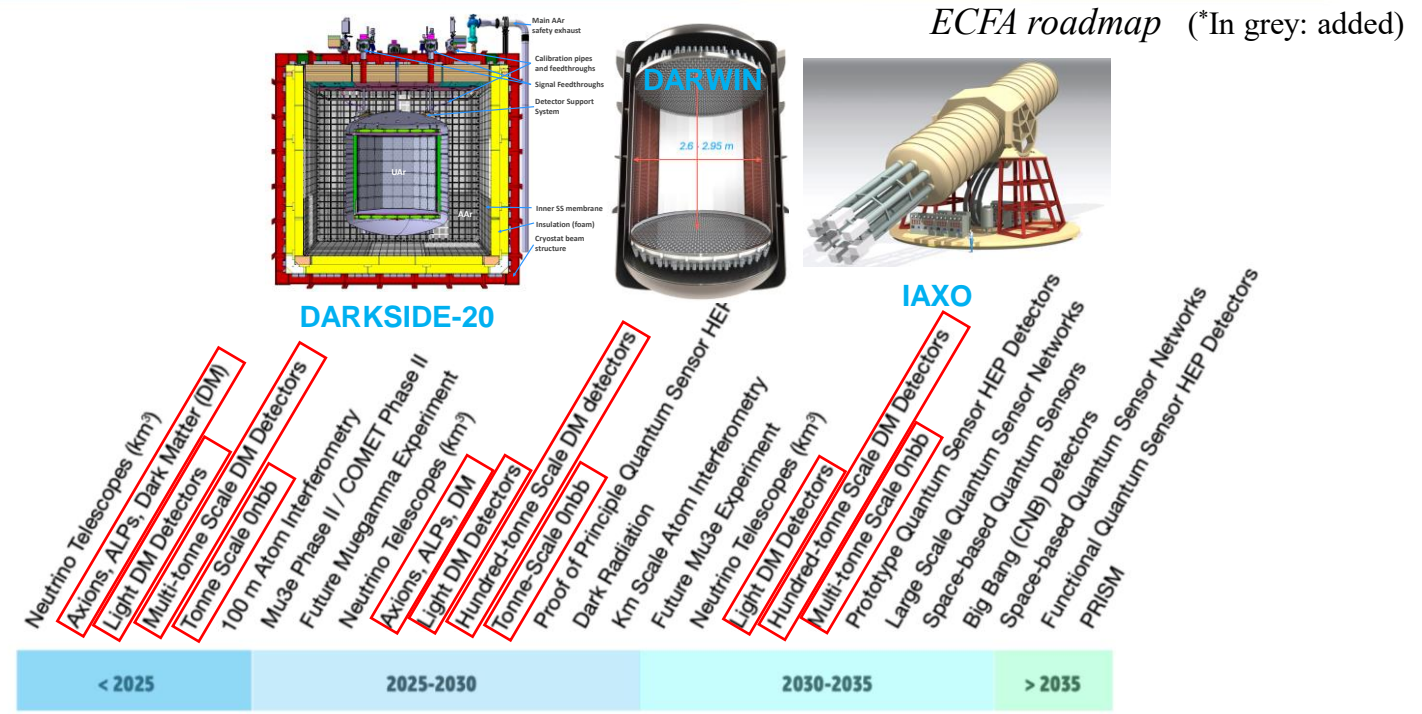 ECFA roadmap (*In grey: added)
Main AAr
safety exhaust
Calibration pipes
and feedthroughs
Signal Feedthroughs
Detector Support
System
UAr
AAr
Inner SS membrane
Insulation (foam)
Cryostat beam
structure
DARKSIDE-20
DARWIN
2.6 - 2.95 m
IAXO
Neutrino Telescopes (km³)
Axions, ALPs, Dark Matter (DM)
Light DM Detectors
Multi-tonne Scale DM Detectors
Tonne Scale 0nbb
100 m Atom Interferometry
Mu3e Phase II / COMET Phase II
Future Muegamma Experiment
Neutrino Telescopes (km³)
Axions, ALPs, DM
Light DM Detectors
Hundred-tonne Scale DM detectors
Tonne-Scale 0nbb
Proof of Principle Quantum Sensor HEP
Dark Radiation
Km Scale Atom Interferometry
Future Mu3e Experiment
Neutrino Telescopes (km³)
Light DM Detectors
Hundred-tonne Scale DM Detectors
Multi-tonne Scale 0nbb
Prototype Quantum Sensor HEP Detectors
Large Scale Quantum Sensor Networks
Space-based Quantum Sensors
Big Bang (CNB) Detectors
Space-based Quantum Sensor Networks
Functional Quantum Sensor HEP Detectors
PRISM
< 2025
2025-2030
2030-2035
> 2035